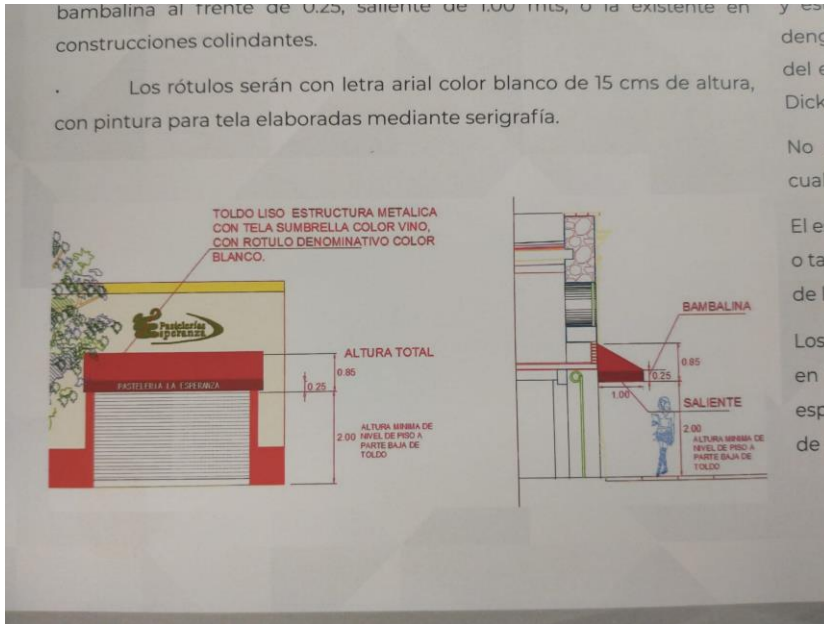 bambalina al frente de 0.25, saliente de 1.00 mts, o la existente en
construcciones colindantes.
. Los rótulos serán con letra arial color blanco de 15 cms de altura,
con pintura para tela elaboradas mediante serigrafía.
TOLDO LISO ESTRUCTURA METALICA
CON TELA SUMBRELLA COLOR VINO,
CON ROTULO DENOMINATIVO COLOR
BLANCO.
Pastelerías
Esperanza
PASTELERIA LA ESPERANZA
ALTURA TOTAL
0.85
0.25
2.00 ALTURA MINIMA DE
NIVEL DE PISO A
PARTE BAJA DE
TOLDO
BAMBALINA
0.85
0.25
1.00
SALIENTE
2.00
ALTURA MINIMA DE
NIVEL DE PISO A
PARTE BAJA DE
TOLDO
y es
deng
del e
Dick
No
cual
El e
o ta
de l
Los
en
esp
de